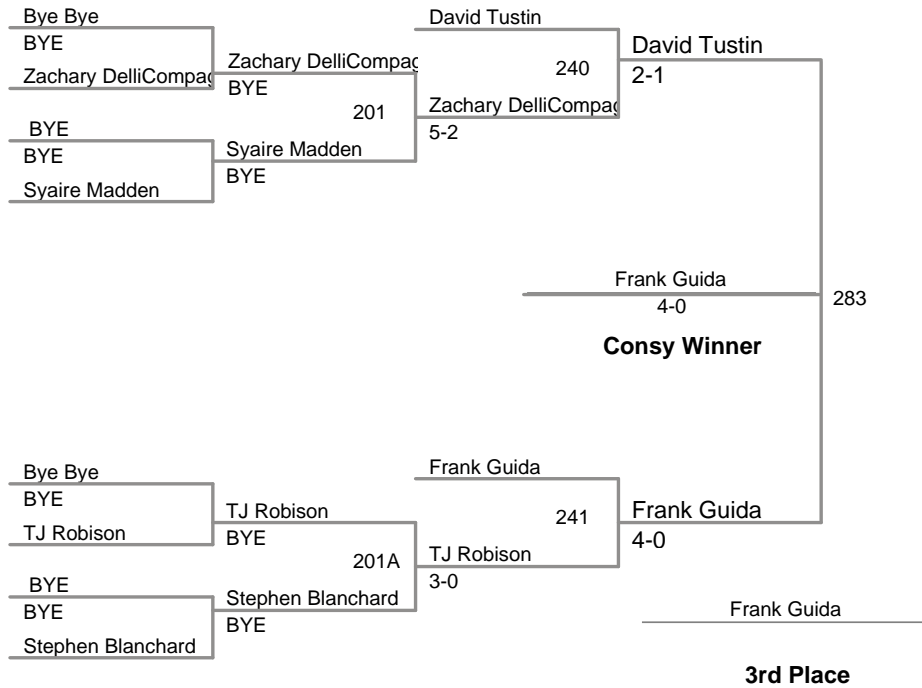 Bye Bye
BYE
Zachary DelliCompag
Zachary DelliCompag
BYE
BYE
BYE
Syaire Madden
Syaire Madden
BYE
201
David Tustin
Zachary DelliCompag
5-2
240
David Tustin
2-1
Frank Guida
4-0
Consy Winner
283
Bye Bye
BYE
TJ Robison
TJ Robison
BYE
BYE
BYE
Stephen Blanchard
Stephen Blanchard
BYE
201A
Frank Guida
TJ Robison
3-0
241
Frank Guida
4-0
Frank Guida
3rd Place